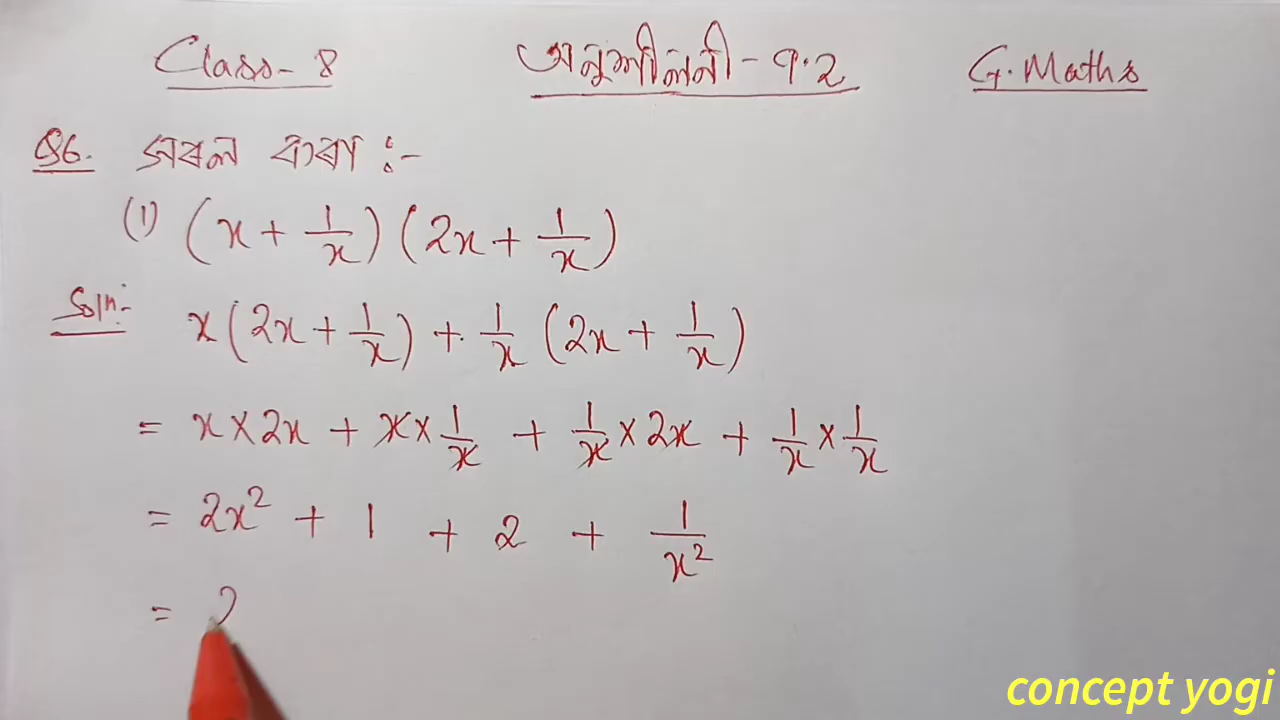 Class-8 অনুশীলনী-9.2 G.Maths
Q6. সৰল কৰা :-
(1) (x + 1/x) (2x + 1/x)
Soln:- x(2x + 1/x) + 1/x (2x + 1/x)
= x × 2x + x × 1/x + 1/x × 2x + 1/x × 1/x
= 2x² + 1 + 2 + 1/x²
= 2
concept yogi